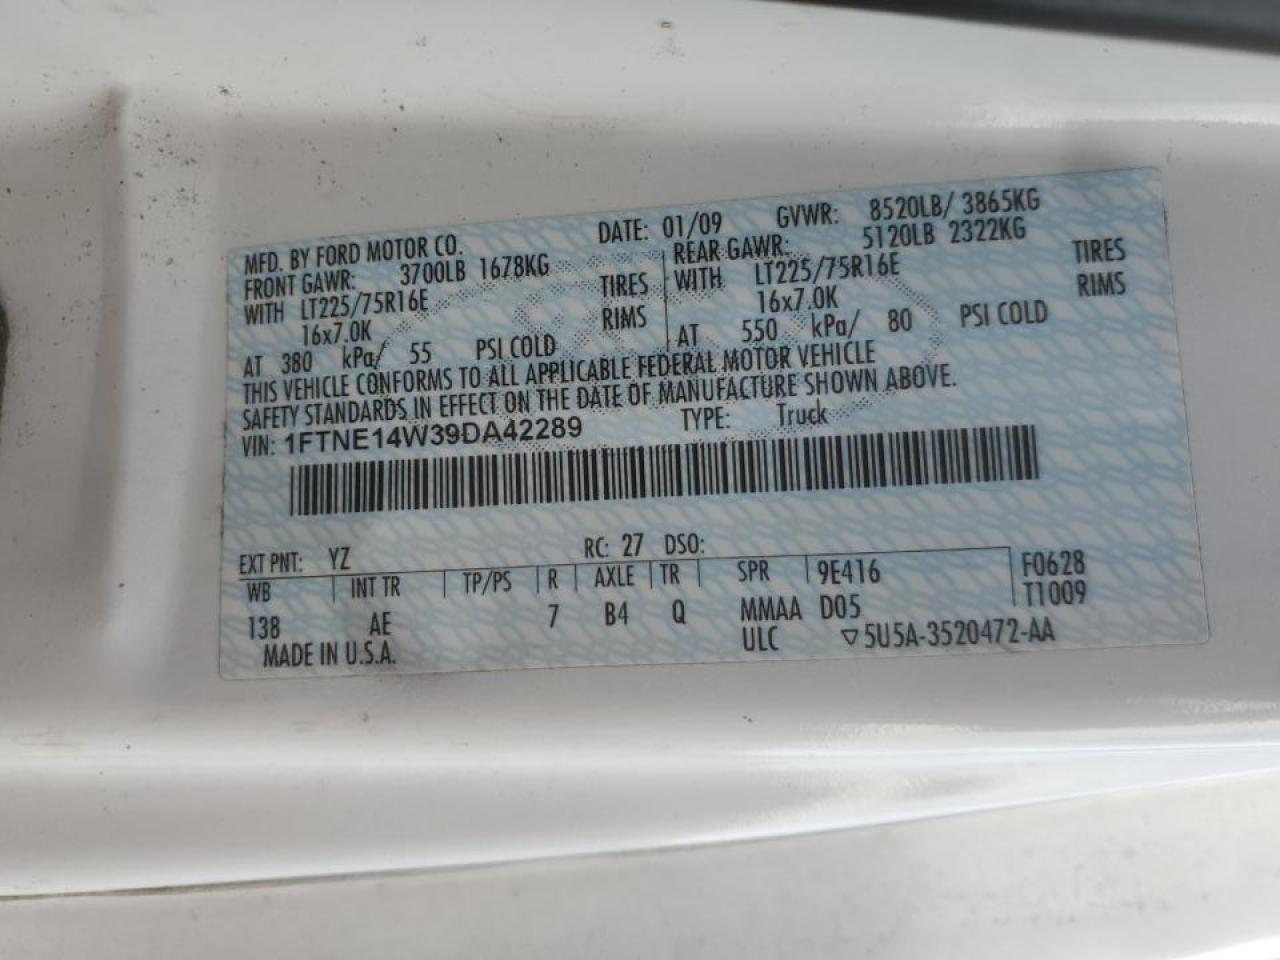 MFD. BY FORD MOTOR CO. DATE: 01/09 GVWR: 8520LB/ 3865KG
FRONT GAWR: 3700LB 1678KG REAR GAWR: 5120LB 2322KG
WITH LT225/75R16E TIRES WITH LT225/75R16E TIRES
16x7.0K RIMS 16x7.0K RIMS
AT 380 kPa/ 55 PSI COLD AT 550 kPa/ 80 PSI COLD
THIS VEHICLE CONFORMS TO ALL APPLICABLE FEDERAL MOTOR VEHICLE
SAFETY STANDARDS IN EFFECT ON THE DATE OF MANUFACTURE SHOWN ABOVE.
VIN: 1FTNE14W39DA42289 TYPE: Truck
EXT PNT: YZ RC: 27 DSO:
WB INT TR TP/PS R AXLE TR SPR 9E416 F0628
138 AE 7 B4 Q MMAA D05 T1009
MADE IN U.S.A. ULC ▽5U5A-3520472-AA